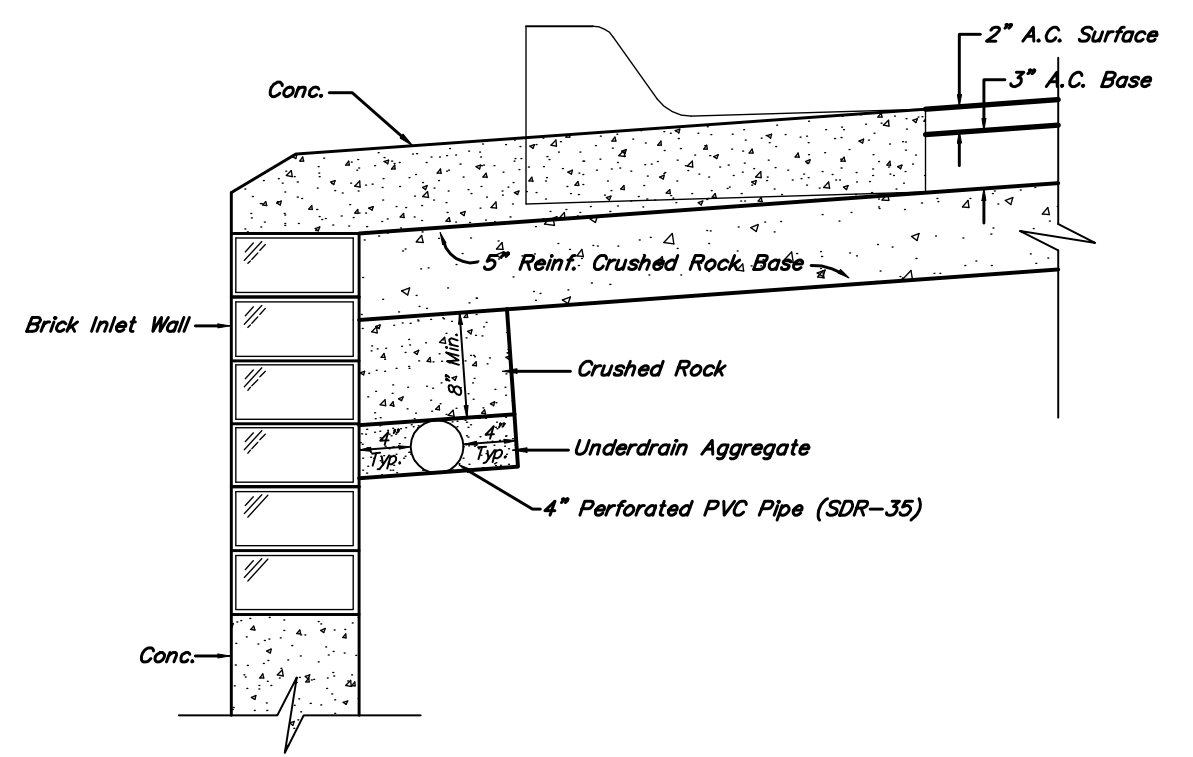 2" A.C. Surface
3" A.C. Base
Conc.
5" Reinf. Crushed Rock Base
Brick Inlet Wall
8" Min.
Crushed Rock
4"
Typ.
4"
Typ.
Underdrain Aggregate
4" Perforated PVC Pipe (SDR-35)
Conc.